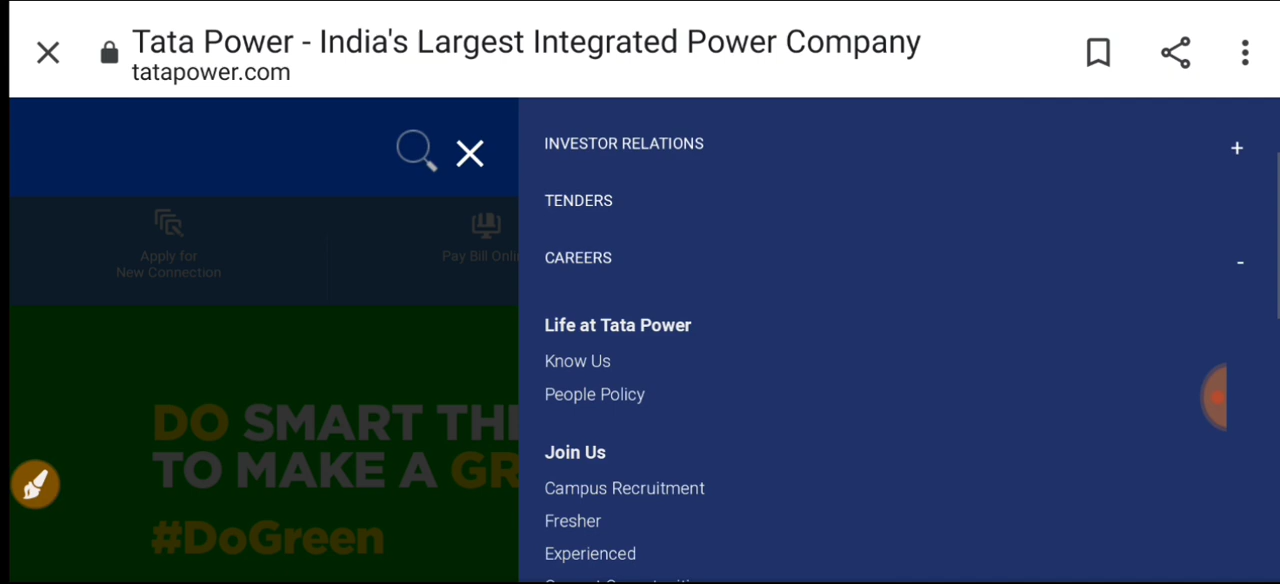 Tata Power - India's Largest Integrated Power Company
tatapower.com
INVESTOR RELATIONS +
TENDERS
CAREERS -
Life at Tata Power
Know Us
People Policy
Join Us
Campus Recruitment
Fresher
Experienced
Apply for
New Connection
Pay Bill Onli
DO SMART THI
TO MAKE A GR
#DoGreen